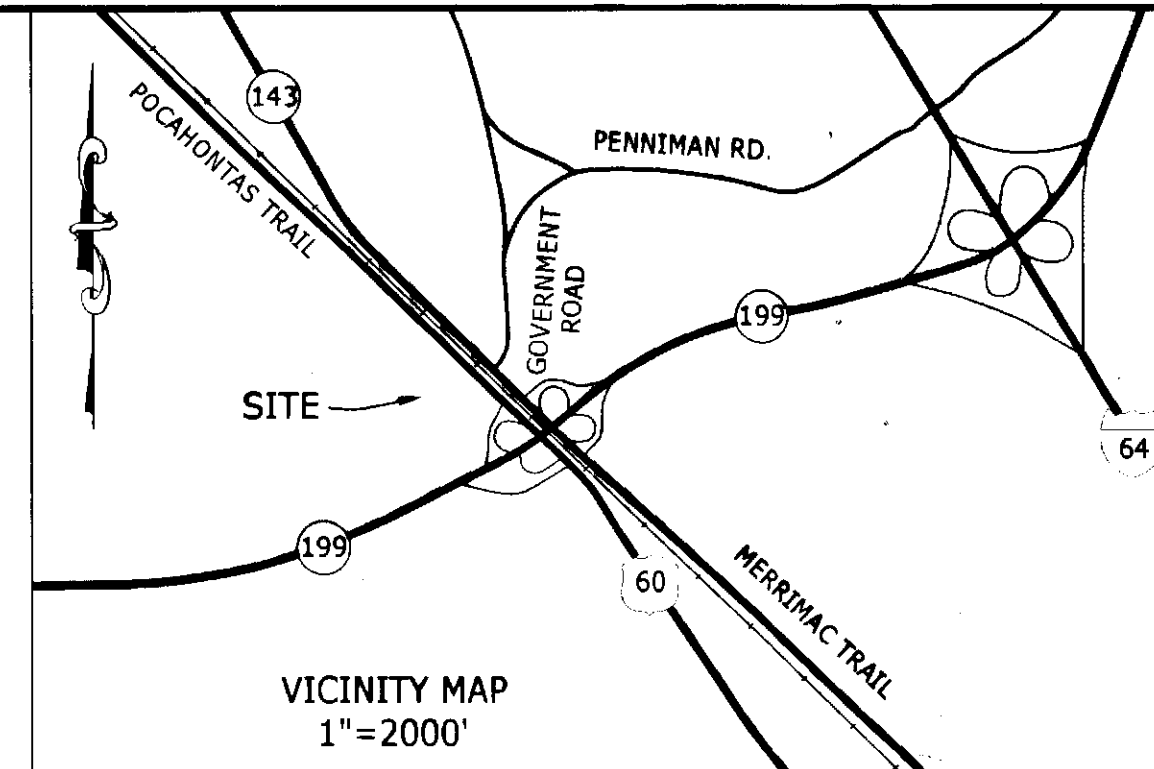 143
POCAHONTAS TRAIL
PENNIMAN RD.
GOVERNMENT
ROAD
199
SITE
64
199
60
MERRIMAC TRAIL
VICINITY MAP
1"=2000'